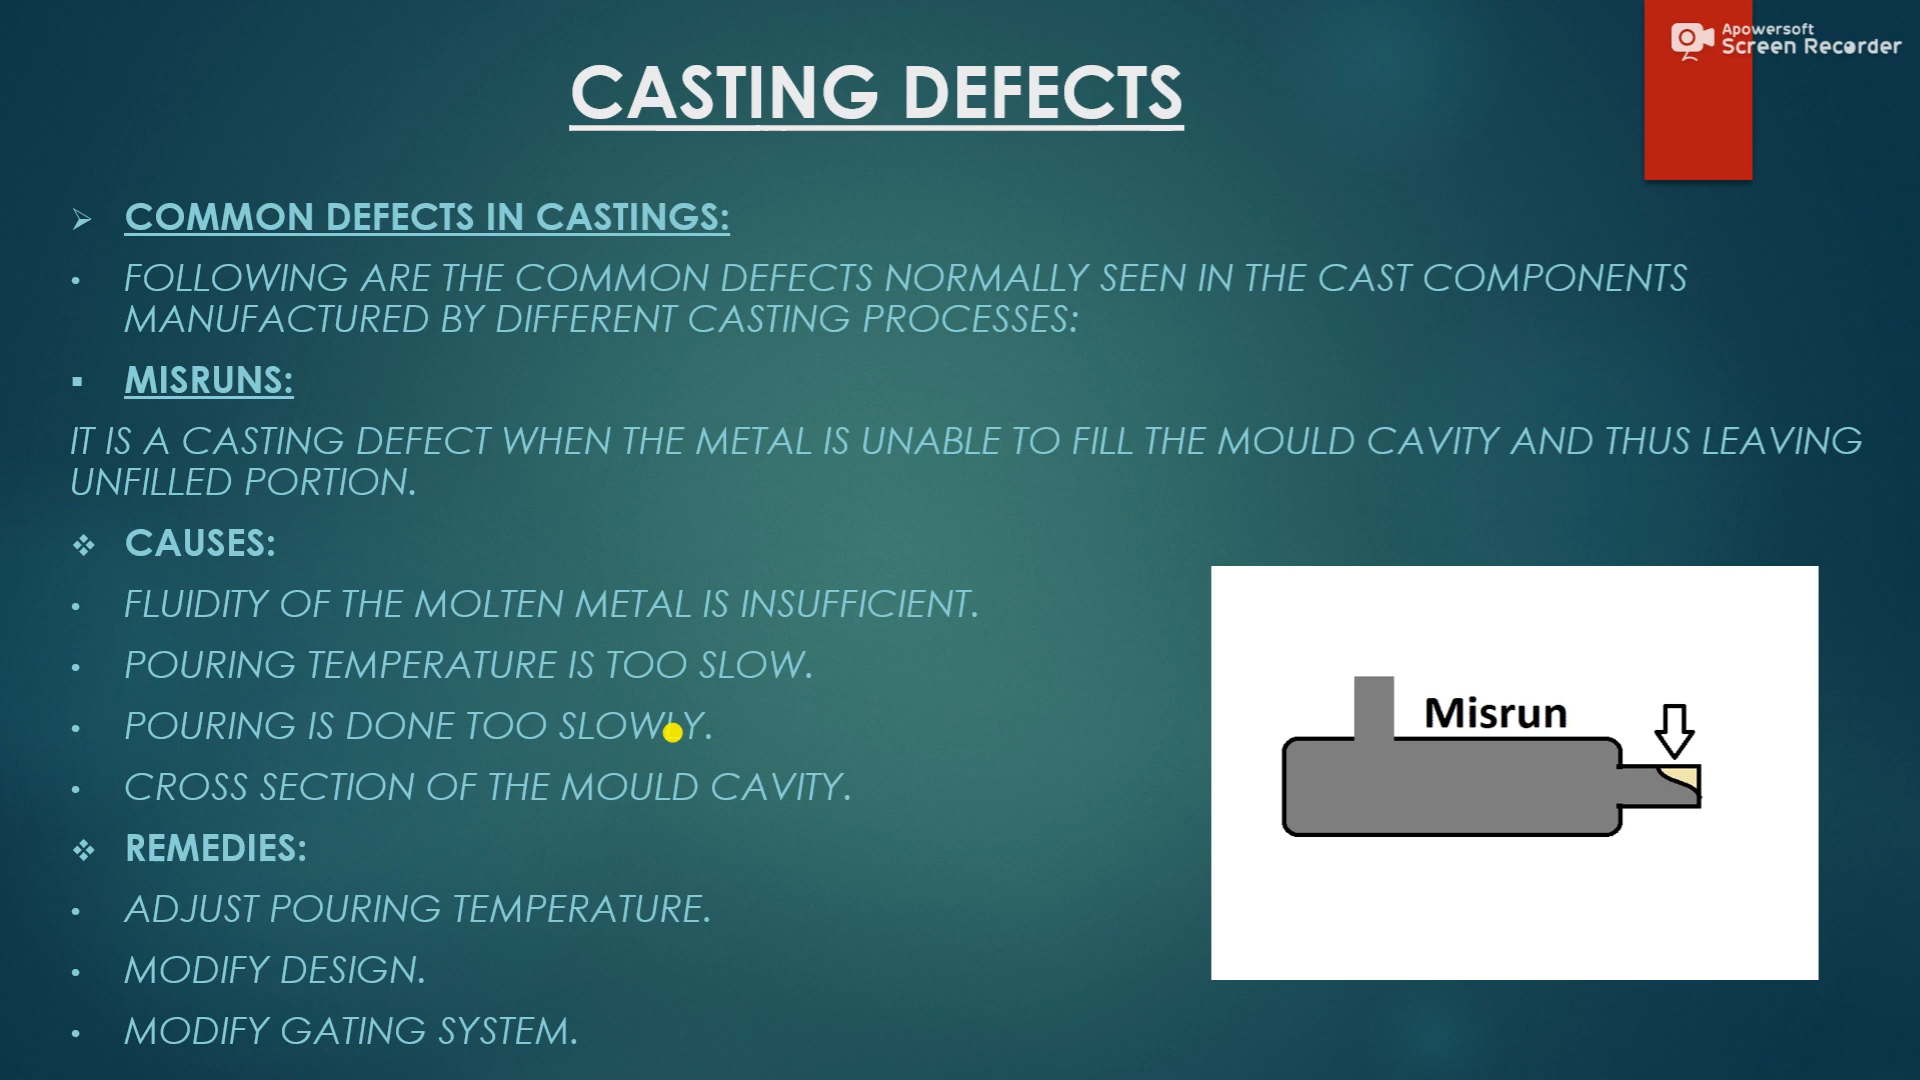 Apowersoft
Screen Recorder
CASTING DEFECTS
COMMON DEFECTS IN CASTINGS:
FOLLOWING ARE THE COMMON DEFECTS NORMALLY SEEN IN THE CAST COMPONENTS
MANUFACTURED BY DIFFERENT CASTING PROCESSES:
MISRUNS:
IT IS A CASTING DEFECT WHEN THE METAL IS UNABLE TO FILL THE MOULD CAVITY AND THUS LEAVING
UNFILLED PORTION.
CAUSES:
FLUIDITY OF THE MOLTEN METAL IS INSUFFICIENT.
POURING TEMPERATURE IS TOO SLOW.
POURING IS DONE TOO SLOWLY.
CROSS SECTION OF THE MOULD CAVITY.
REMEDIES:
ADJUST POURING TEMPERATURE.
MODIFY DESIGN.
MODIFY GATING SYSTEM.
Misrun